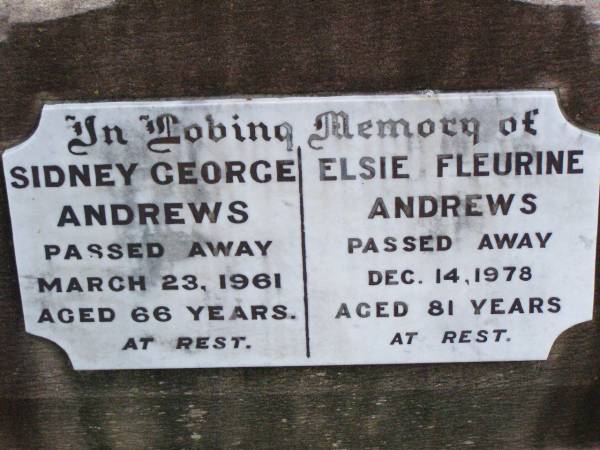 In Loving Memory of
SIDNEY GEORGE
ANDREWS
PASSED AWAY
MARCH 23, 1961
AGED 66 YEARS.
AT REST.
ELSIE FLEURINE
ANDREWS
PASSED AWAY
DEC. 14, 1978
AGED 81 YEARS
AT REST.